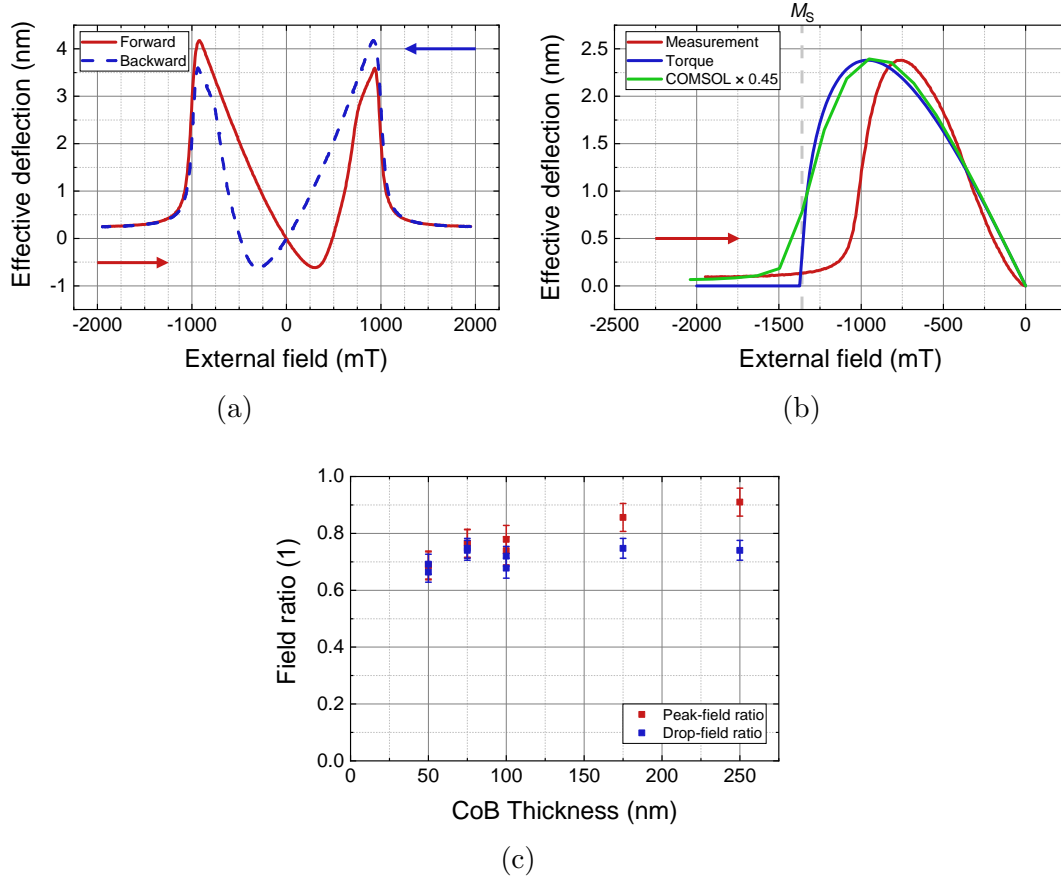 Effective deflection (nm)
4
3
2
1
0
-1
Forward
Backward
-2000 -1000 0 1000 2000
External field (mT)
(a)
M_S
Effective deflection (nm)
2.5
2.0
1.5
1.0
0.5
0.0
Measurement
Torque
COMSOL × 0.45
-2500 -2000 -1500 -1000 -500 0
External field (mT)
(b)
Field ratio (1)
1.0
0.8
0.6
0.4
0.2
0.0
Peak-field ratio
Drop-field ratio
0 50 100 150 200 250
CoB Thickness (nm)
(c)